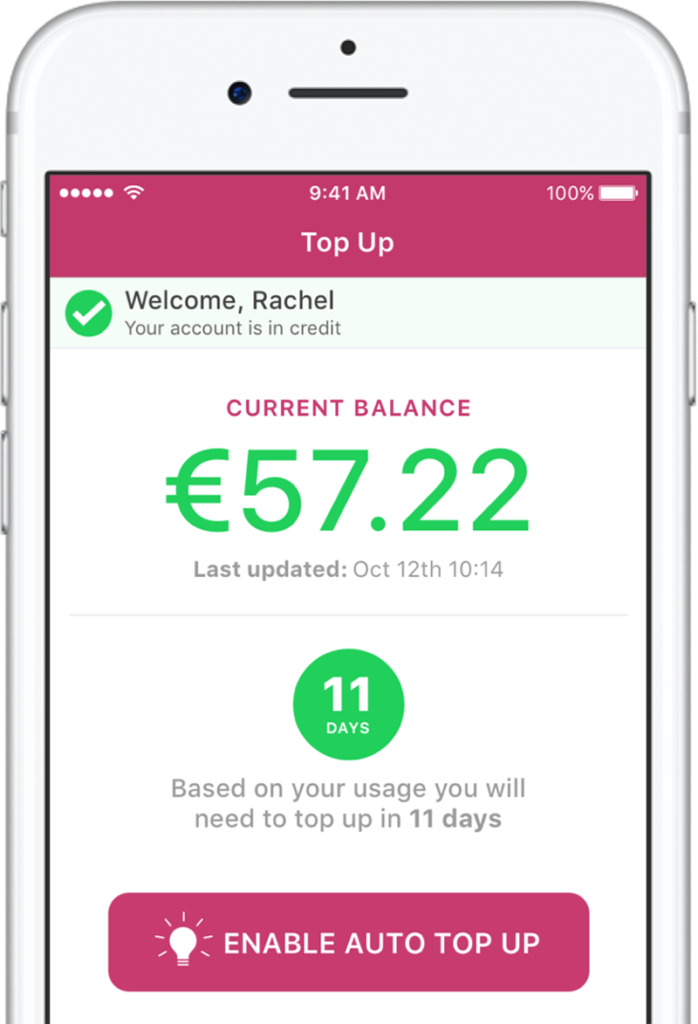 9:41 AM
100%
Top Up
Welcome, Rachel
Your account is in credit
CURRENT BALANCE
€57.22
Last updated: Oct 12th 10:14
11
DAYS
Based on your usage you will
need to top up in 11 days
ENABLE AUTO TOP UP